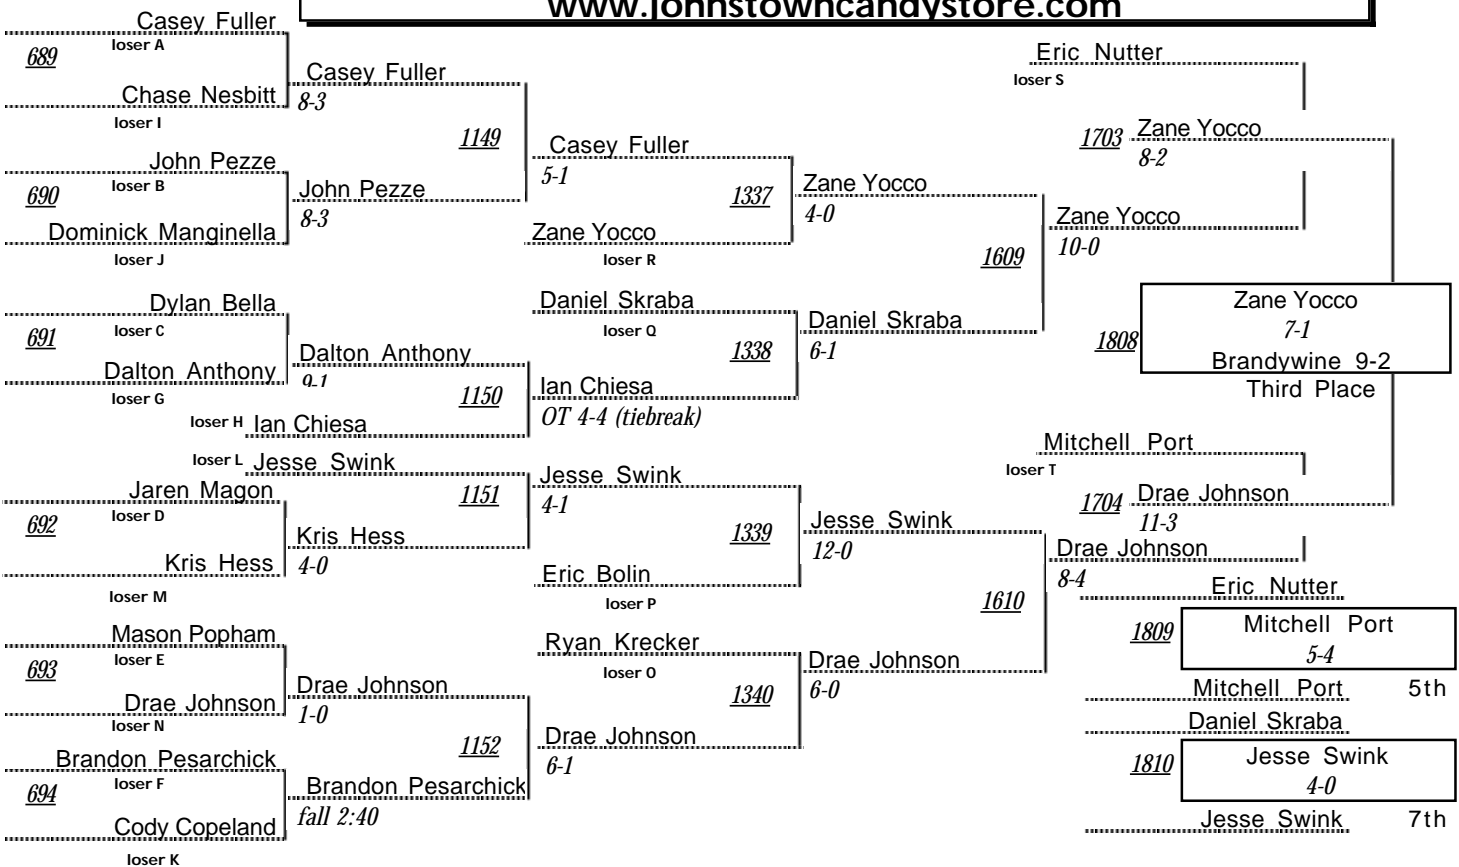 www.johnstowncandystore.com
Casey Fuller
loser A
689
Chase Nesbitt
loser I
Casey Fuller
8-3
John Pezze
loser B
690
Dominick Manginella
loser J
John Pezze
8-3
1149
Casey Fuller
5-1
1337
Zane Yocco
loser R
Zane Yocco
4-0
Dylan Bella
loser C
691
Dalton Anthony
loser G
Dalton Anthony
9-1
1150
loser H Ian Chiesa
Daniel Skraba
loser Q
1338
Ian Chiesa
OT 4-4 (tiebreak)
Daniel Skraba
6-1
1609
Zane Yocco
10-0
Eric Nutter
loser S
1703 Zane Yocco
8-2
1808
Zane Yocco
7-1
Brandywine 9-2
Third Place
loser L Jesse Swink
Jaren Magon
loser D
692
Kris Hess
loser M
Kris Hess
4-0
1151
Jesse Swink
4-1
1339
Eric Bolin
loser P
Jesse Swink
12-0
Mason Popham
loser E
693
Drae Johnson
loser N
Drae Johnson
1-0
Brandon Pesarchick
loser F
694
Cody Copeland
loser K
Brandon Pesarchick
fall 2:40
1152
Ryan Krecker
loser O
1340
Drae Johnson
6-1
Drae Johnson
6-0
1610
Drae Johnson
8-4
Mitchell Port
loser T
1704 Drae Johnson
11-3
Eric Nutter
1809
Mitchell Port
5-4
Mitchell Port 5th
Daniel Skraba
1810
Jesse Swink
4-0
Jesse Swink 7th